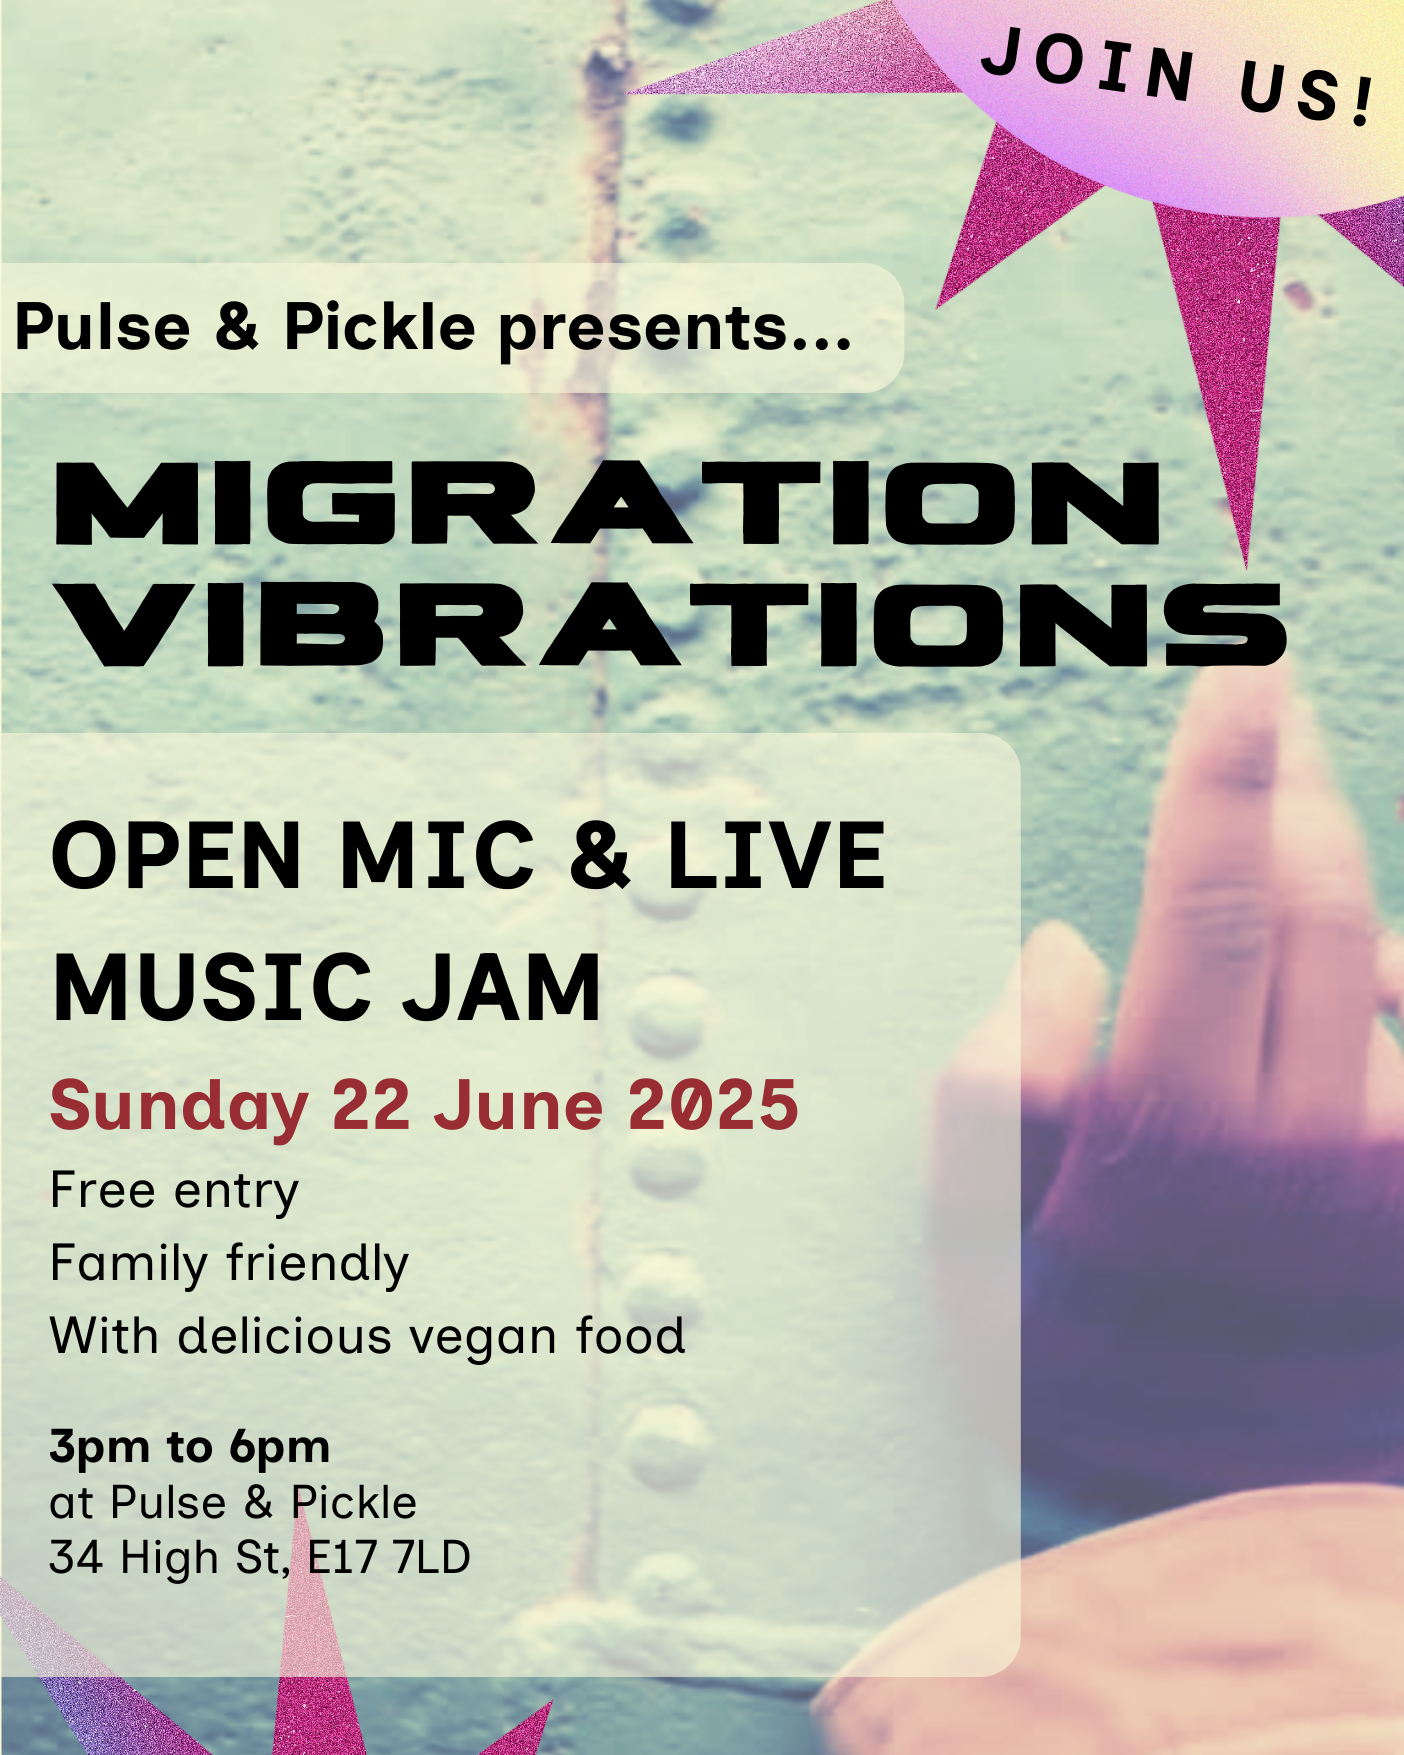 JOIN US!
Pulse & Pickle presents...
MIGRATION
VIBRATIONS
OPEN MIC & LIVE
MUSIC JAM
Sunday 22 June 2025
Free entry
Family friendly
With delicious vegan food
3pm to 6pm
at Pulse & Pickle
34 High St, E17 7LD